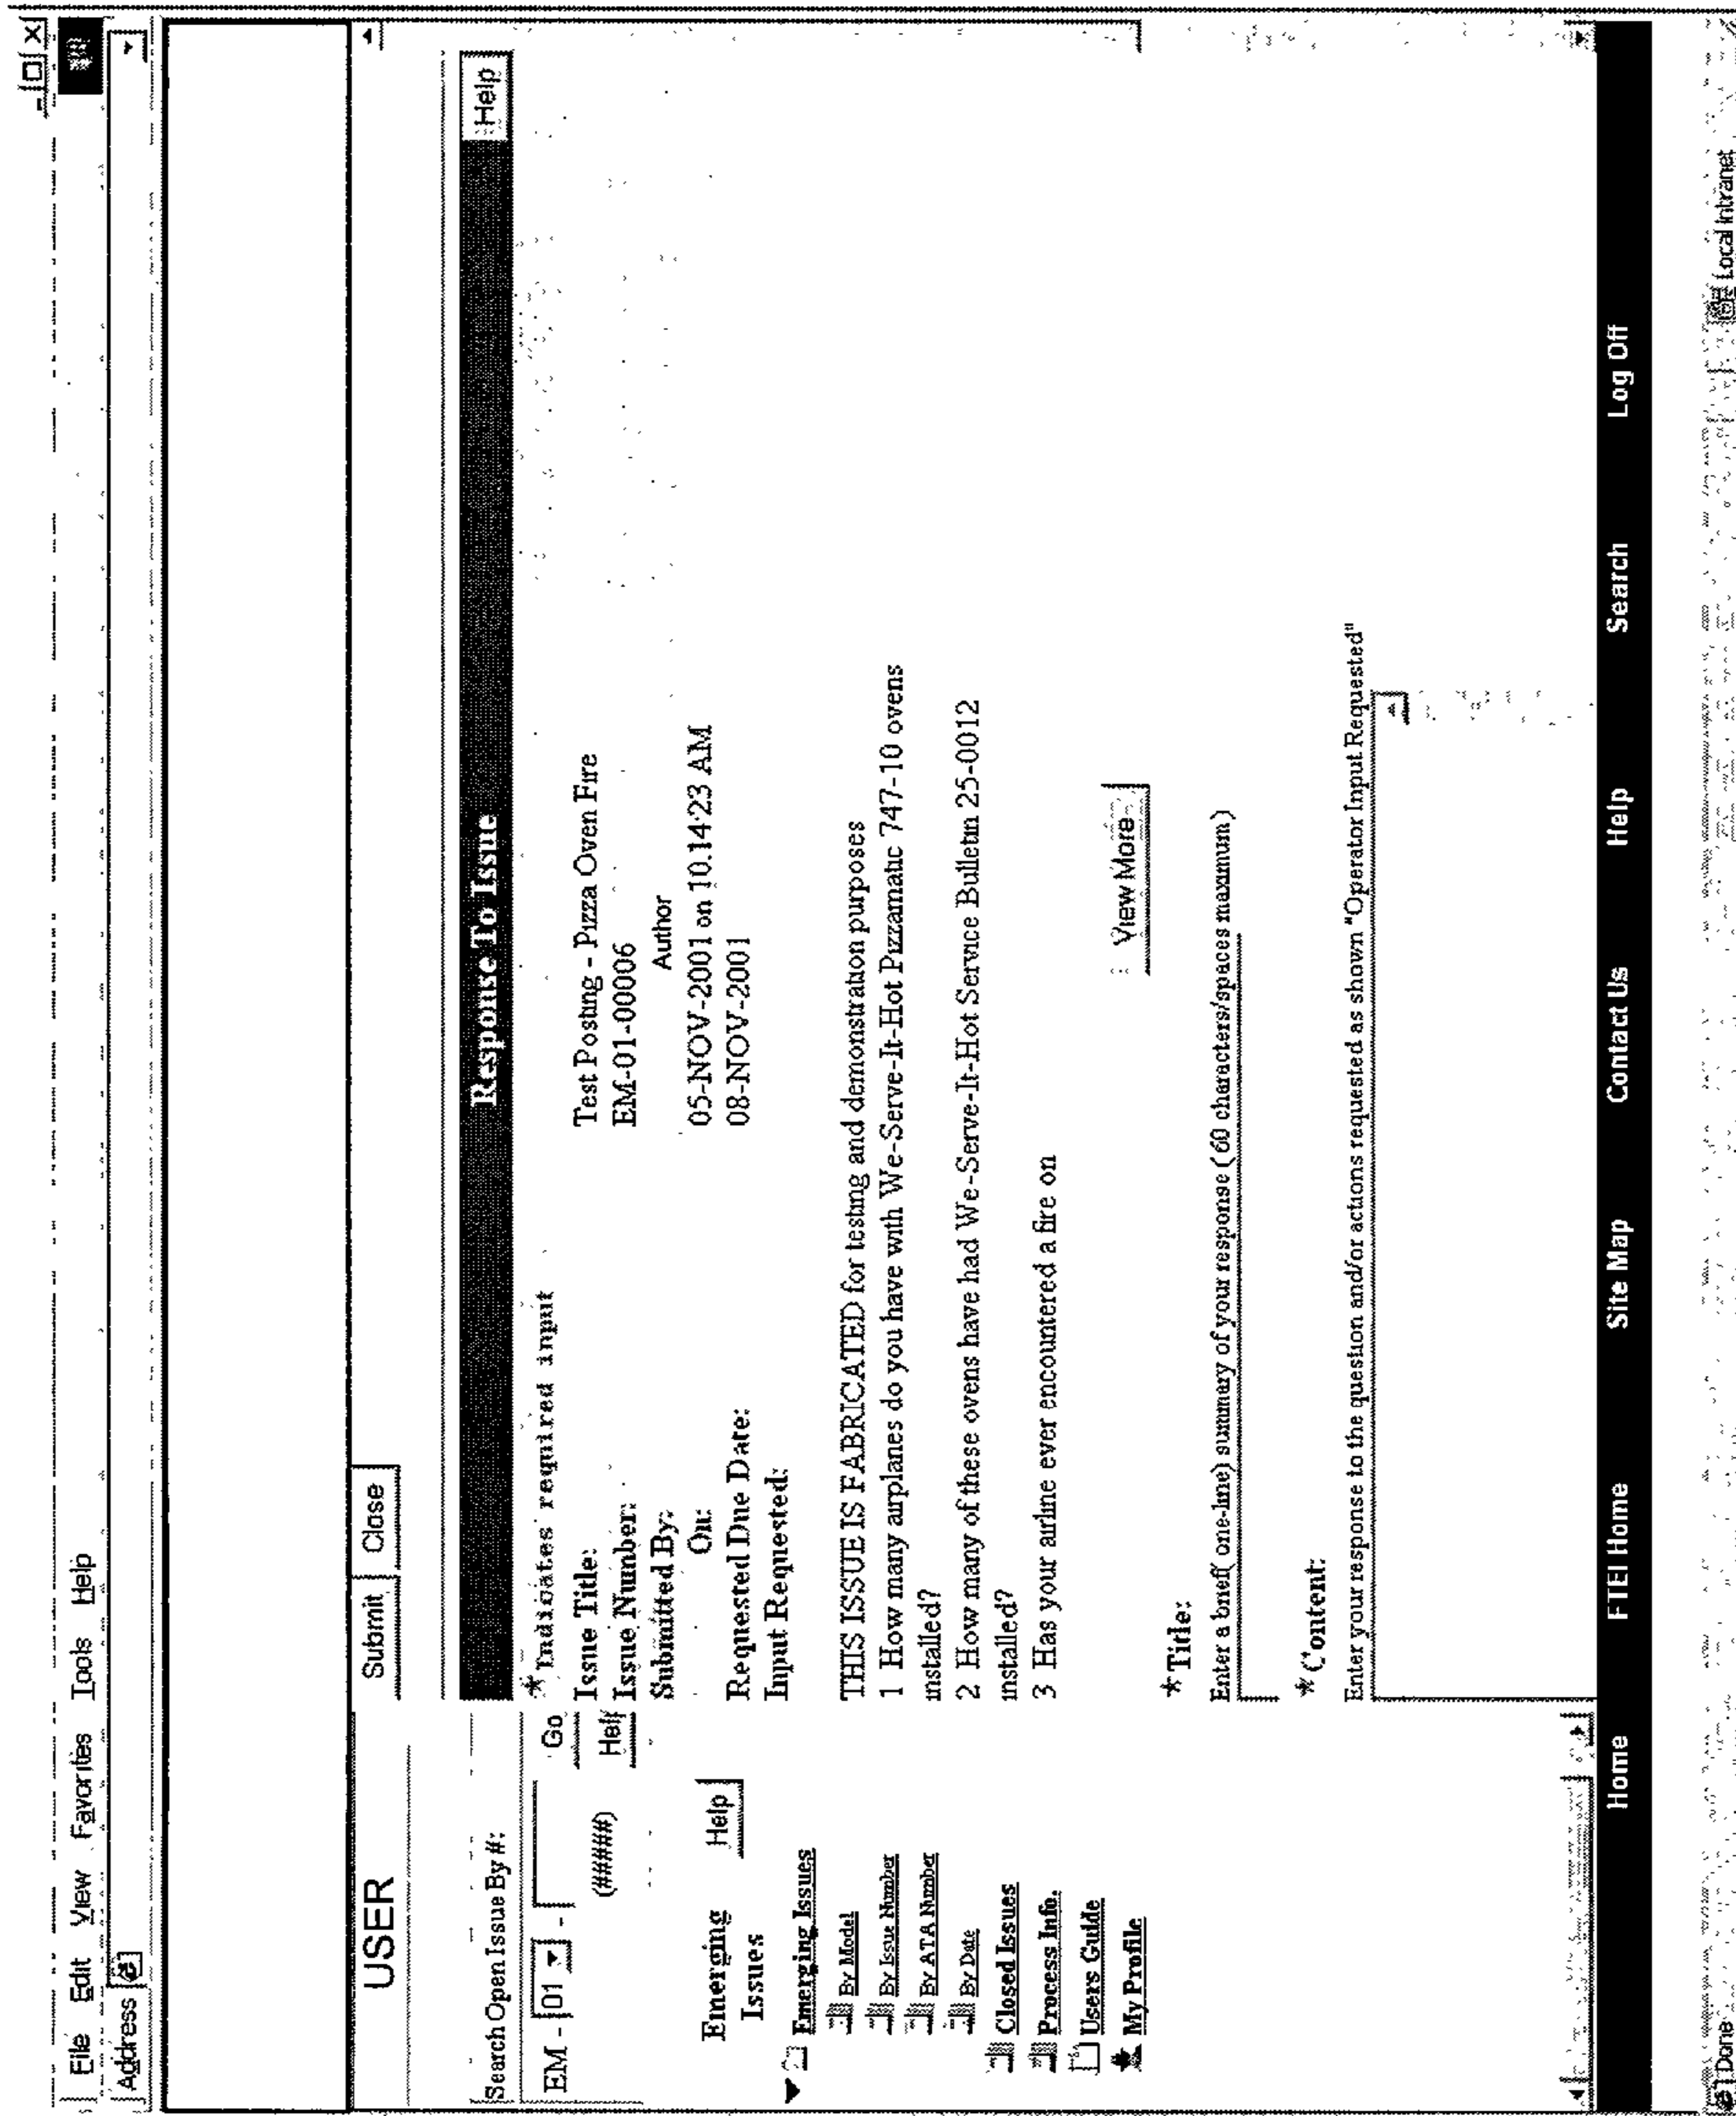 File Edit View Favorites Tools Help
Address
USER
Submit Close
Search Open Issue By #:
EM - 01 -
Go
(#####)
Help
Emerging Issues
Help
Emerging Issues
By Model
By Issue Number
By ATA Number
By Date
Closed Issues
Process Info.
Users Guide
My Profile
Response To Issue
Help
* Indicates required input
Issue Title: Test Posting - Pizza Oven Fire
Issue Number: EM-01-00006
Submitted By: Author
On: 05-NOV-2001 on 10.14:23 AM
Requested Due Date: 08-NOV-2001
Input Requested:
THIS ISSUE IS FABRICATED for testing and demonstration purposes
1 How many airplanes do you have with We-Serve-It-Hot Pizzamatic 747-10 ovens
installed?
2 How many of these ovens have had We-Serve-It-Hot Service Bulletin 25-0012
installed?
3 Has your airline ever encountered a fire on
View More
*Title:
Enter a brief( one-line) summary of your response (60 characters/spaces maximum)
*Content:
Enter your response to the question and/or actions requested as shown "Operator Input Requested"
Home FTEI Home Site Map Contact Us Help Search Log Off
Done Local intranet